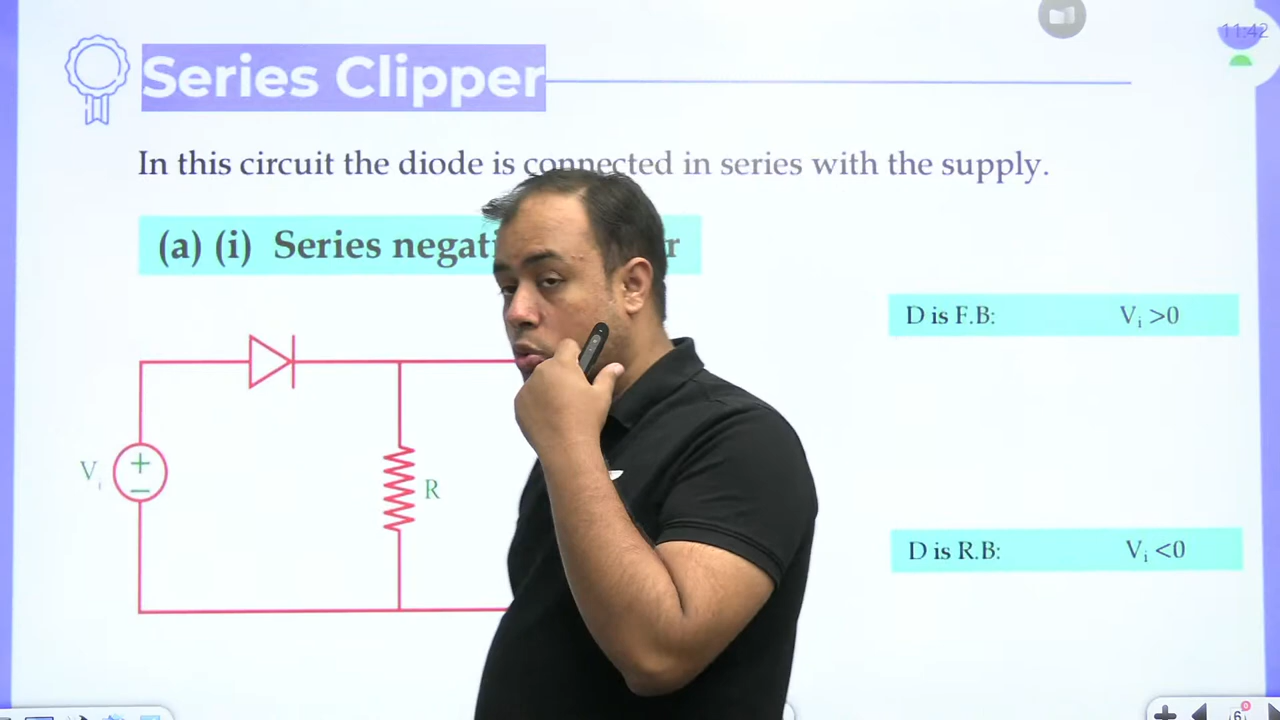 11:42
Series Clipper
In this circuit the diode is connected in series with the supply.
(a) (i) Series
D is F.B: Vᵢ >0
Vᵢ
+
−
R
D is R.B: Vᵢ <0
6